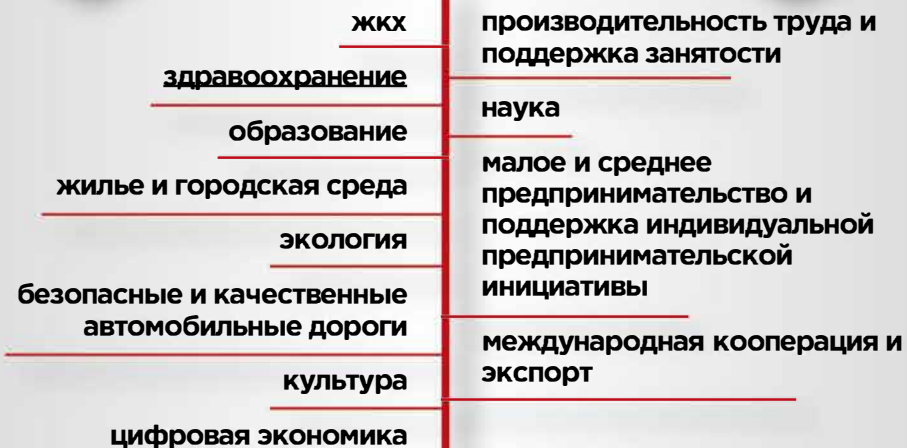 жкх
здравоохранение
образование
жилье и городская среда
экология
безопасные и качественные
автомобильные дороги
культура
цифровая экономика
производительность труда и
поддержка занятости
наука
малое и среднее
предпринимательство и
поддержка индивидуальной
предпринимательской
инициативы
международная кооперация и
экспорт